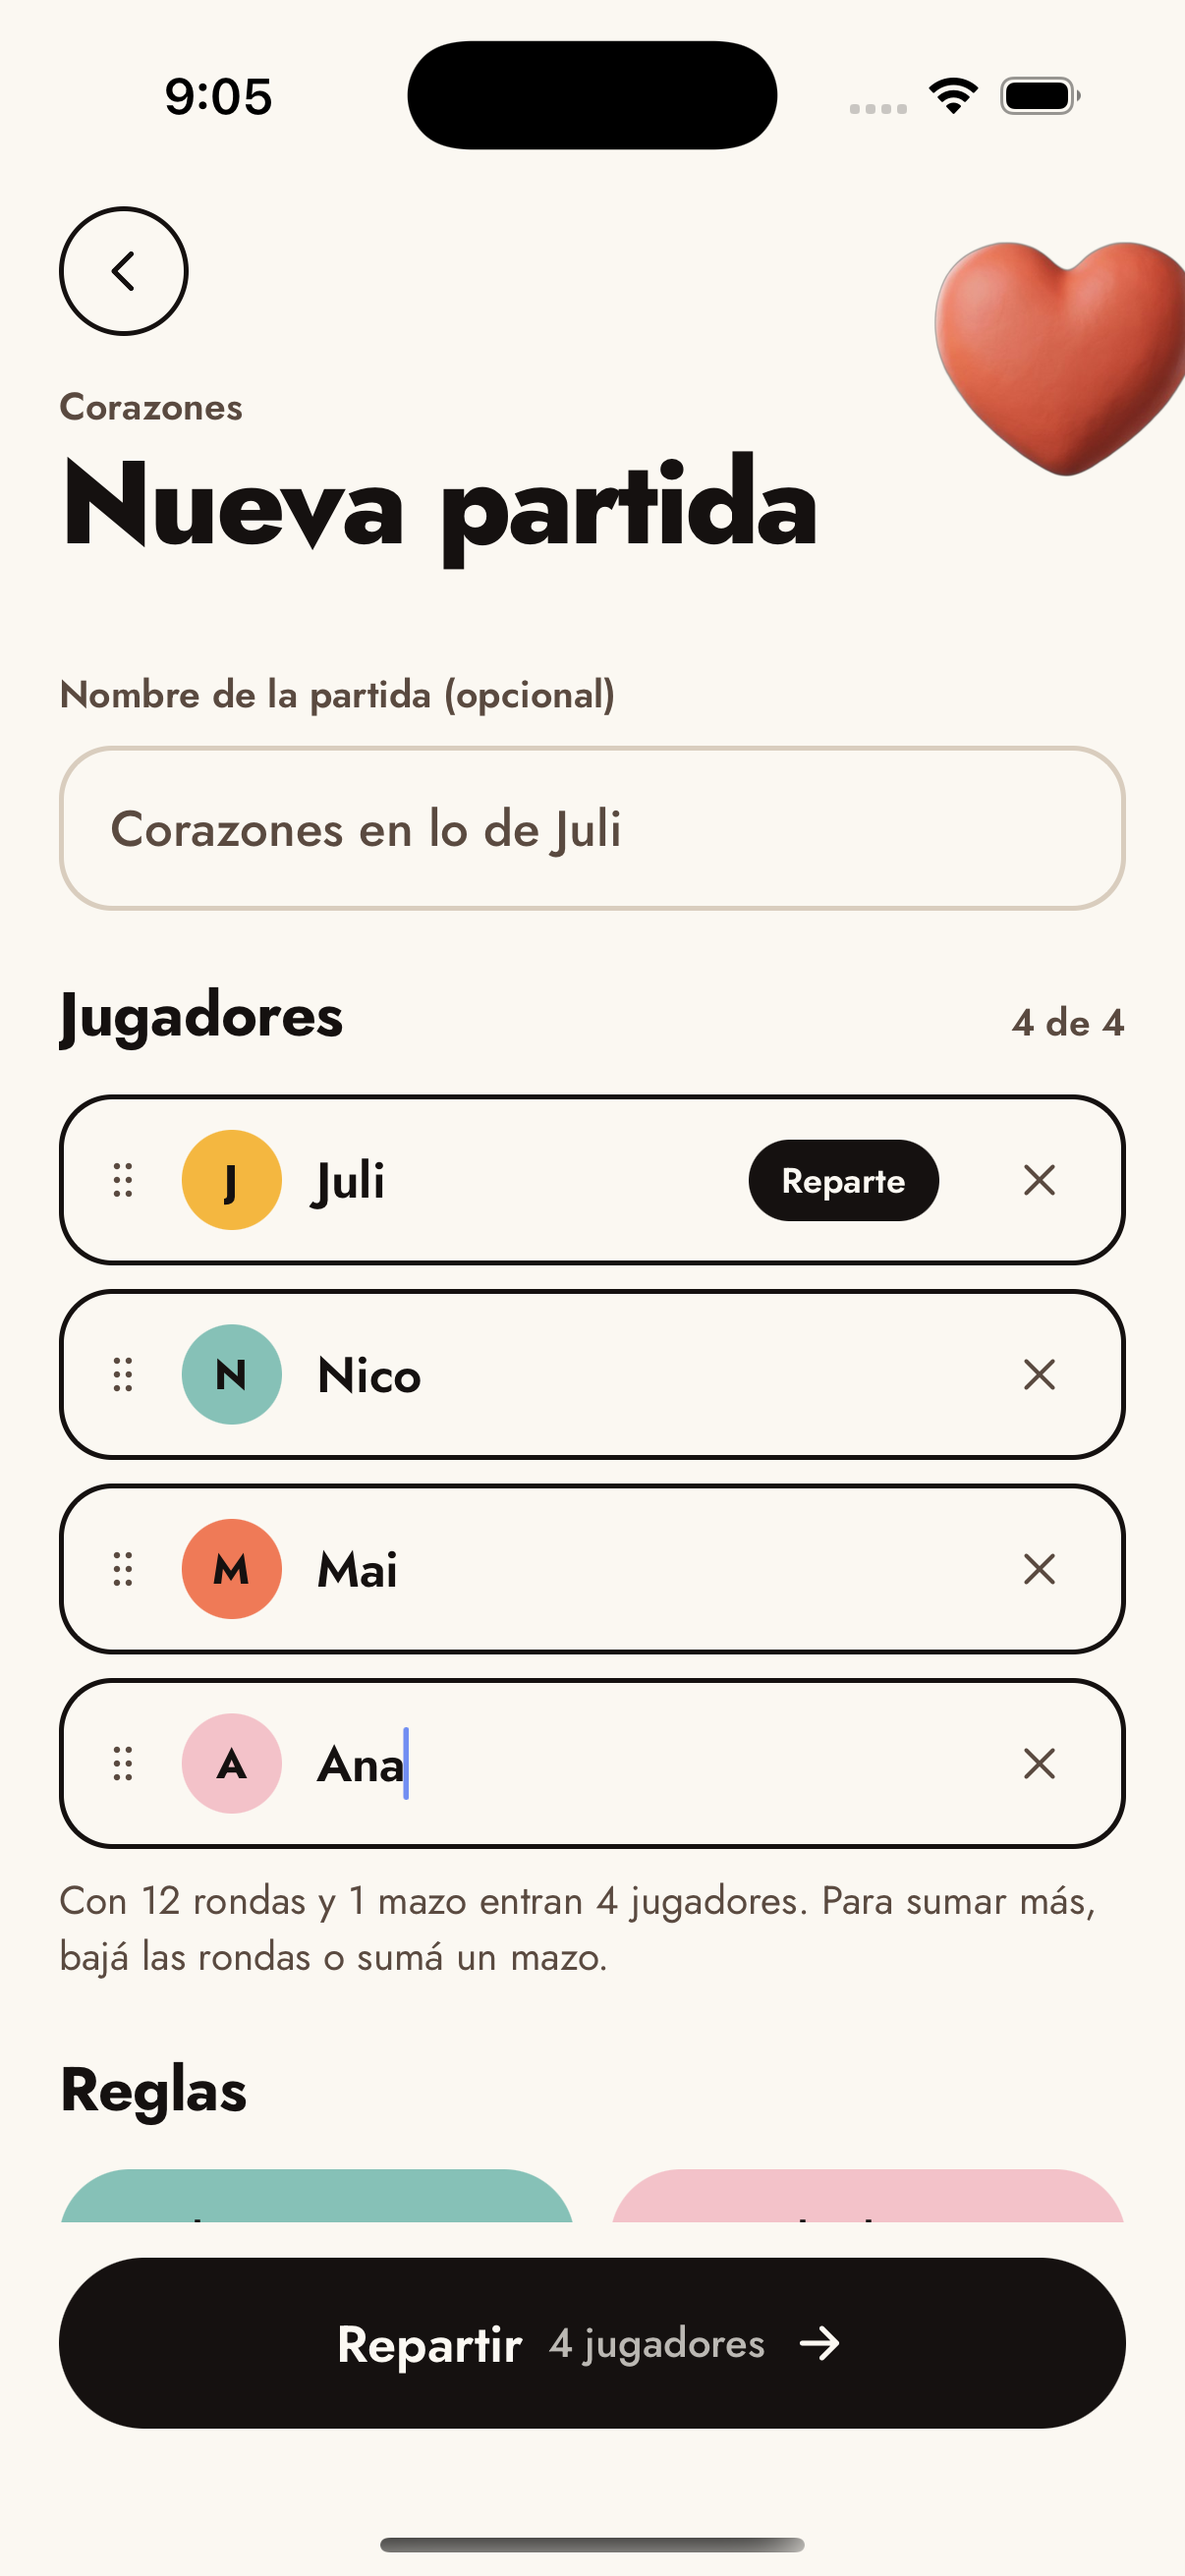 9:05
Corazones
Nueva partida
Nombre de la partida (opcional)
Corazones en lo de Juli
Jugadores
4 de 4
J Juli Reparte
N Nico
M Mai
A Ana
Con 12 rondas y 1 mazo entran 4 jugadores. Para sumar más,
bajá las rondas o sumá un mazo.
Reglas
Repartir 4 jugadores